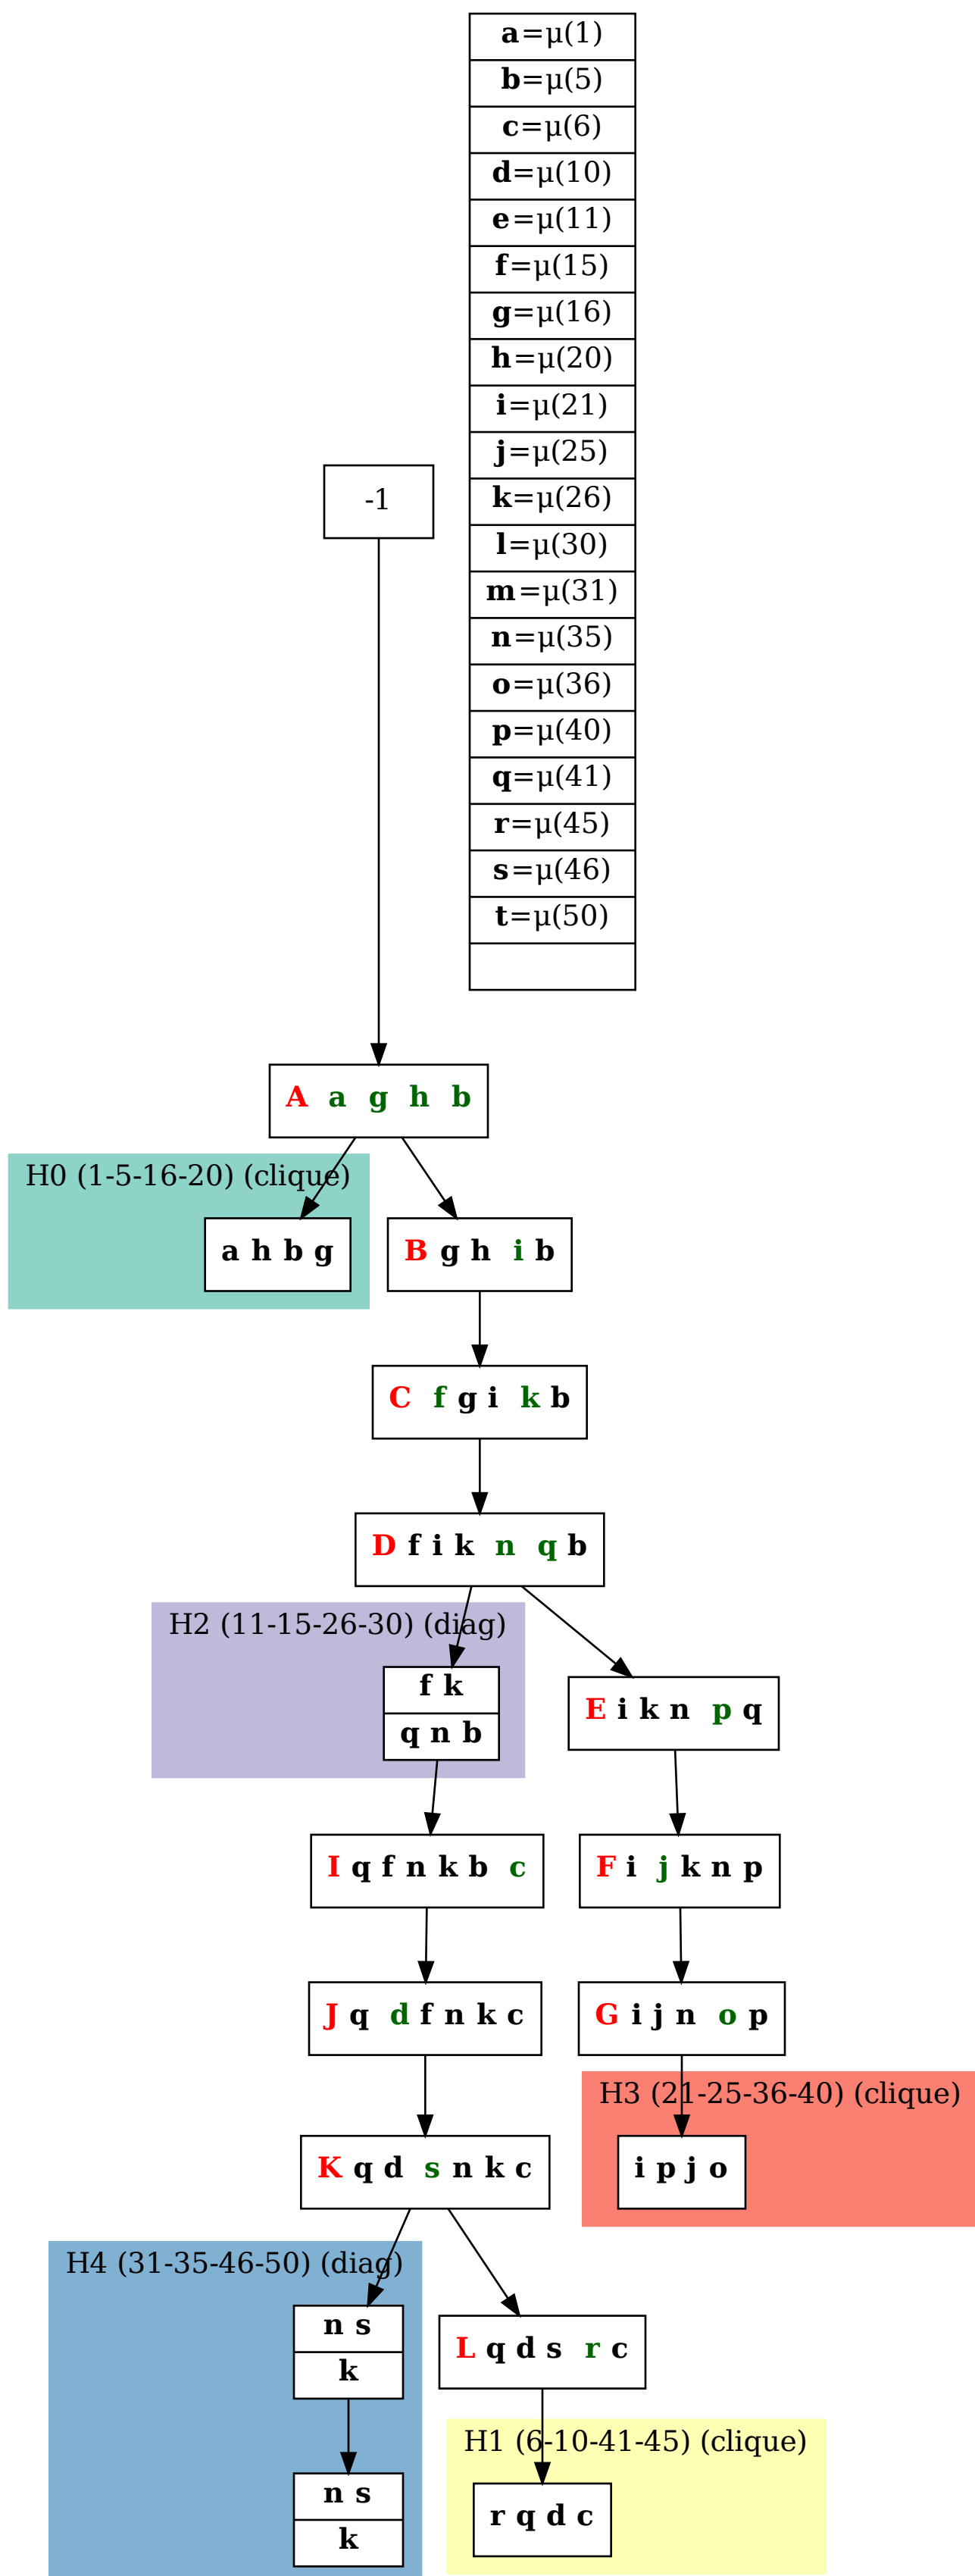 a=µ(1)
b=µ(5)
c=µ(6)
d=µ(10)
e=µ(11)
f=µ(15)
g=µ(16)
h=µ(20)
i=µ(21)
j=µ(25)
-1
k=µ(26)
l=µ(30)
m=µ(31)
n=µ(35)
o=µ(36)
p=µ(40)
q=µ(41)
r=µ(45)
s=µ(46)
t=µ(50)
A a g h b
H0 (1-5-16-20) (clique)
a h b g
B g h i b
C f g i k b
D f i k n q b
H2 (11-15-26-30) (diag)
f k
q n b
E i k n p q
I q f n k b c
F i j k n p
J q d f n k c
G i j n o p
H3 (21-25-36-40) (clique)
K q d s n k c
i p j o
H4 (31-35-46-50) (diag)
n s
k
L q d s r c
H1 (6-10-41-45) (clique)
n s
k
r q d c